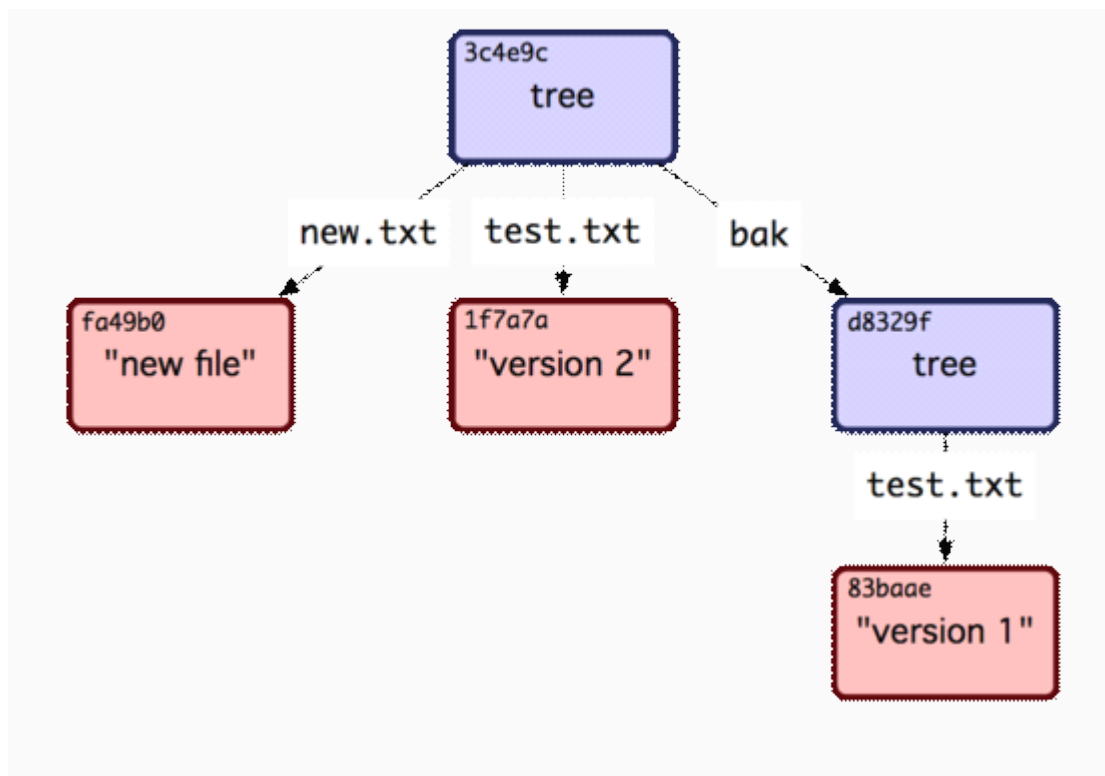 3c4e9c
tree
new.txt
test.txt
bak
fa49b0
"new file"
1f7a7a
"version 2"
d8329f
tree
test.txt
83baae
"version 1"